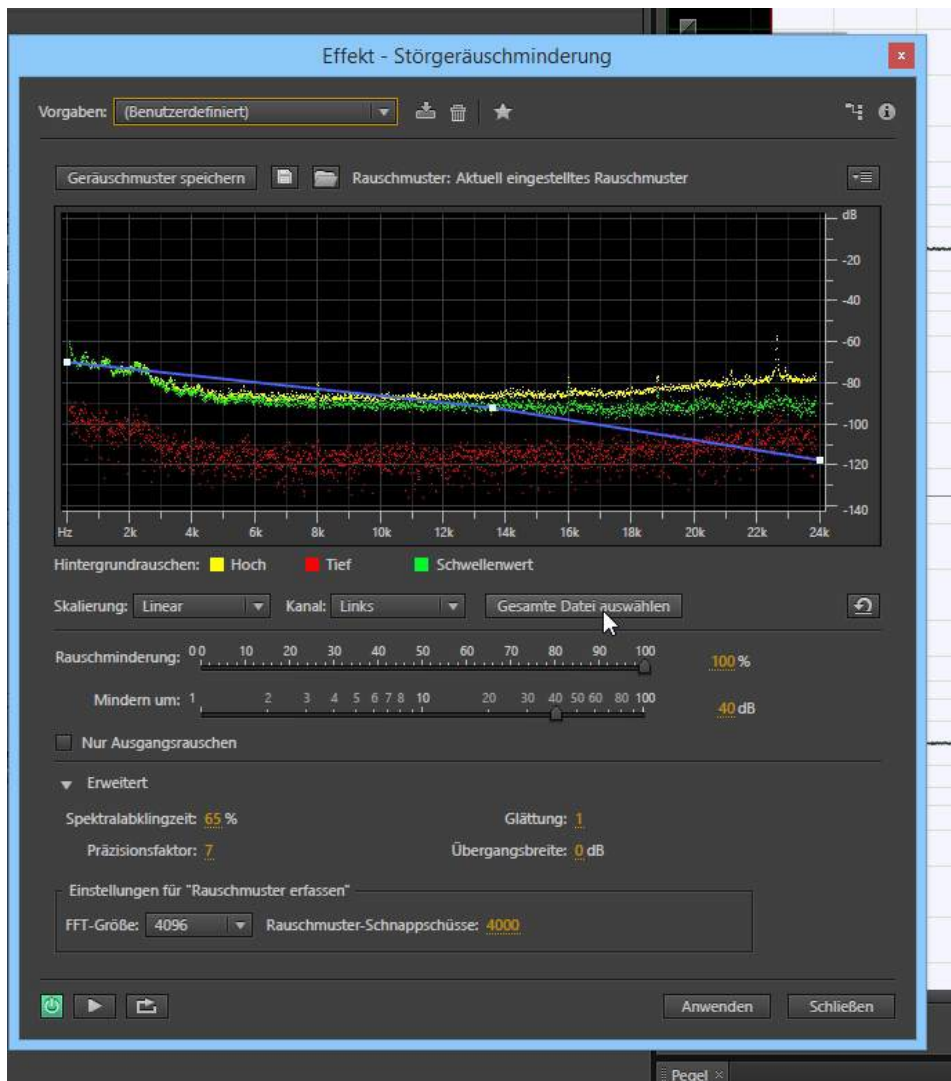 Effekt - Störgeräuschminderung
x
Vorgaben: (Benutzerdefiniert)
Geräuschmuster speichern Rauschmuster: Aktuell eingestelltes Rauschmuster
dB
-20
-40
-60
-80
-100
-120
-140
Hz 2k 4k 6k 8k 10k 12k 14k 16k 18k 20k 22k 24k
Hintergrundrauschen: Hoch Tief Schwellenwert
Skalierung: Linear Kanal: Links Gesamte Datei auswählen
Rauschminderung: 0 0 10 20 30 40 50 60 70 80 90 100 100 %
Mindern um: 1 2 3 4 5 6 7 8 10 20 30 40 50 60 80 100 40 dB
Nur Ausgangsrauschen
Erweitert
Spektralabklingzeit: 65 % Glättung: 1
Präzisionsfaktor: 7 Übergangsbreite: 0 dB
Einstellungen für "Rauschmuster erfassen"
FFT-Größe: 4096 Rauschmuster-Schnappschüsse: 4000
Anwenden Schließen
Pegel ×